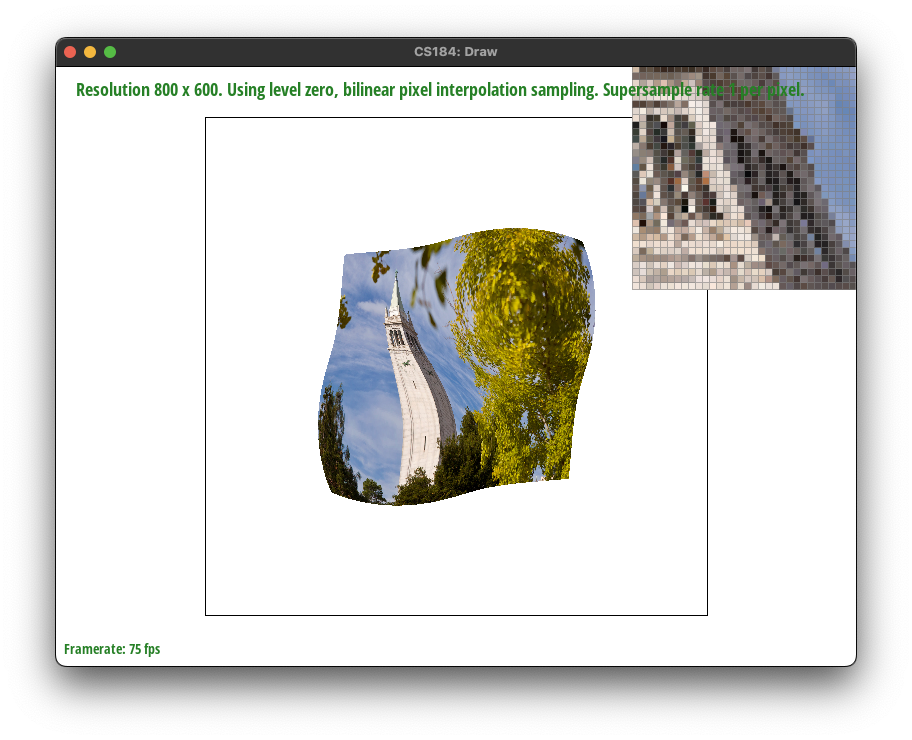 CS184: Draw
Resolution 800 x 600. Using level zero, bilinear pixel interpolation sampling. Supersample rate 1 per pixel.
Framerate: 75 fps